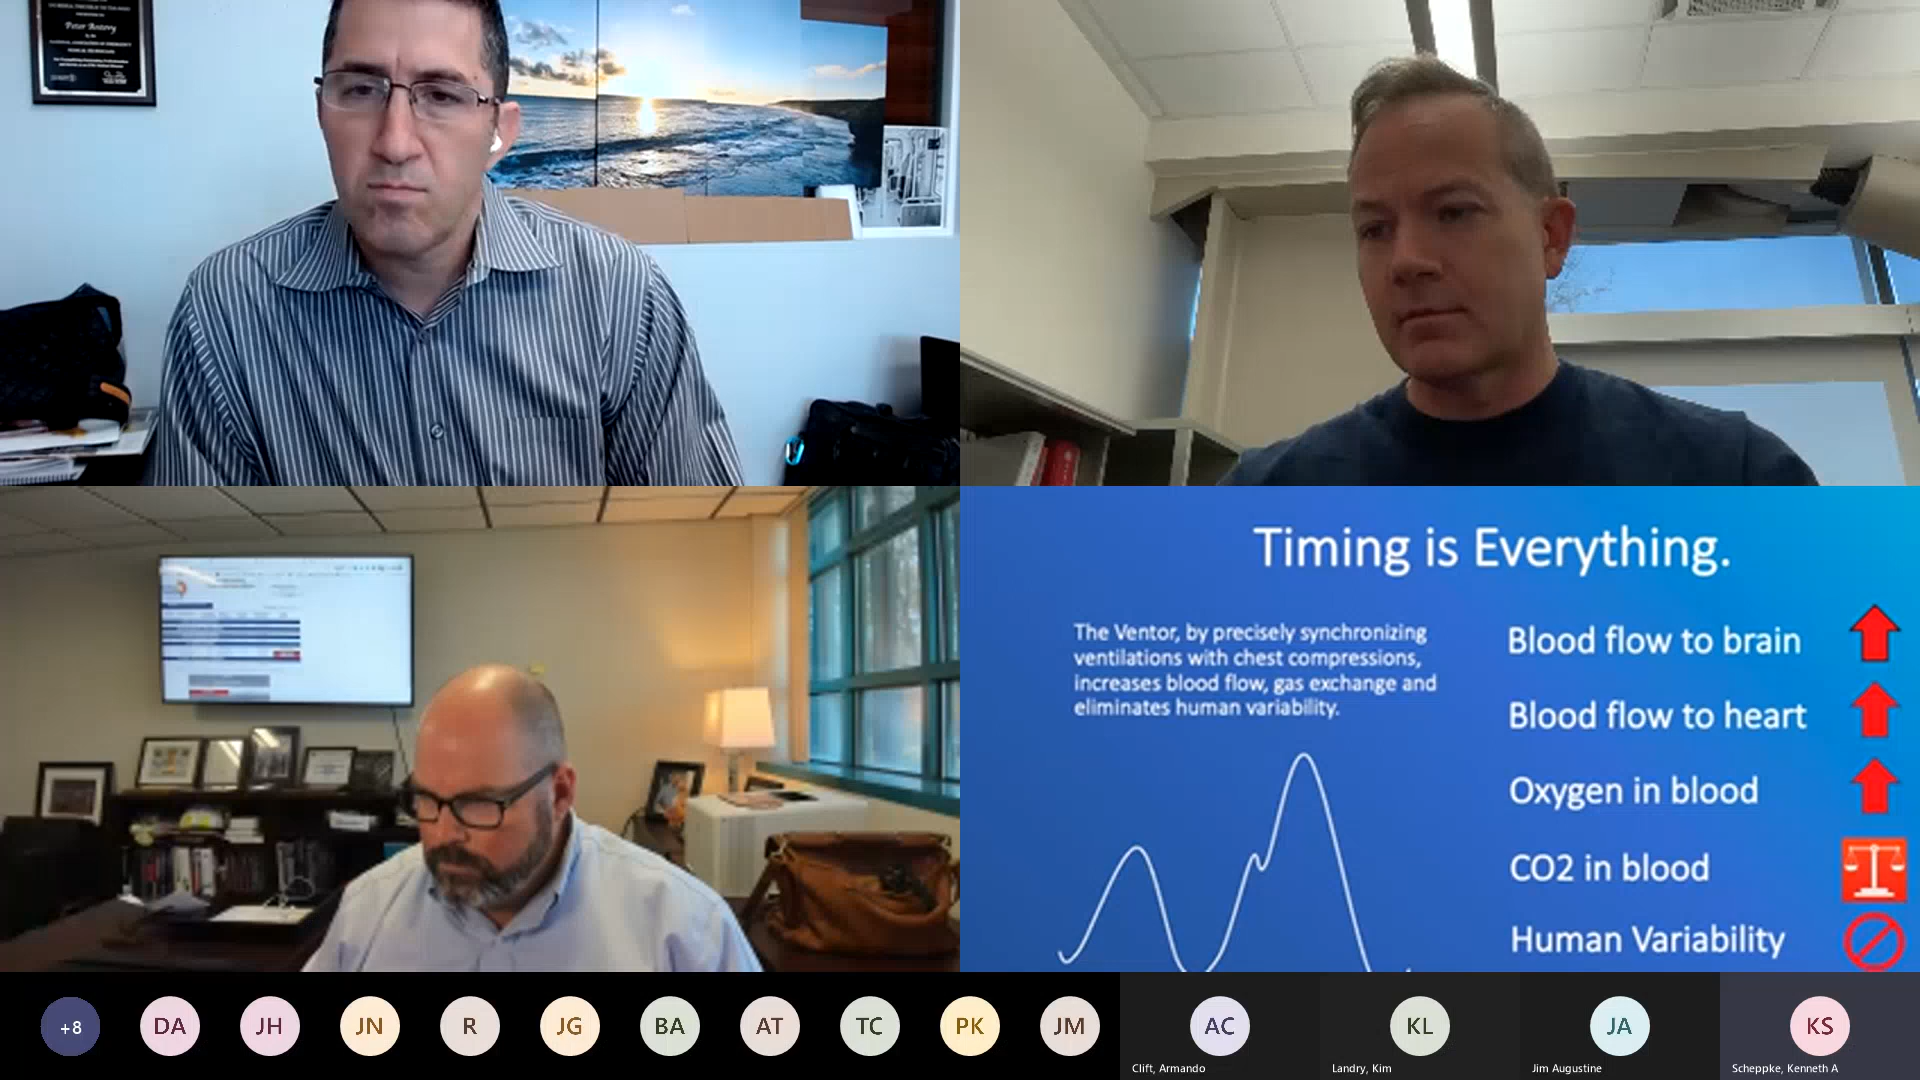 Peter Antevy
Timing is Everything.
The Ventor, by precisely synchronizing
ventilations with chest compressions,
increases blood flow, gas exchange and
eliminates human variability.
Blood flow to brain
Blood flow to heart
Oxygen in blood
CO2 in blood
Human Variability
+8
DA
JH
JN
R
JG
BA
AT
TC
PK
JM
AC
KL
JA
KS
Clift, Armando
Landry, Kim
Jim Augustine
Scheppke, Kenneth A